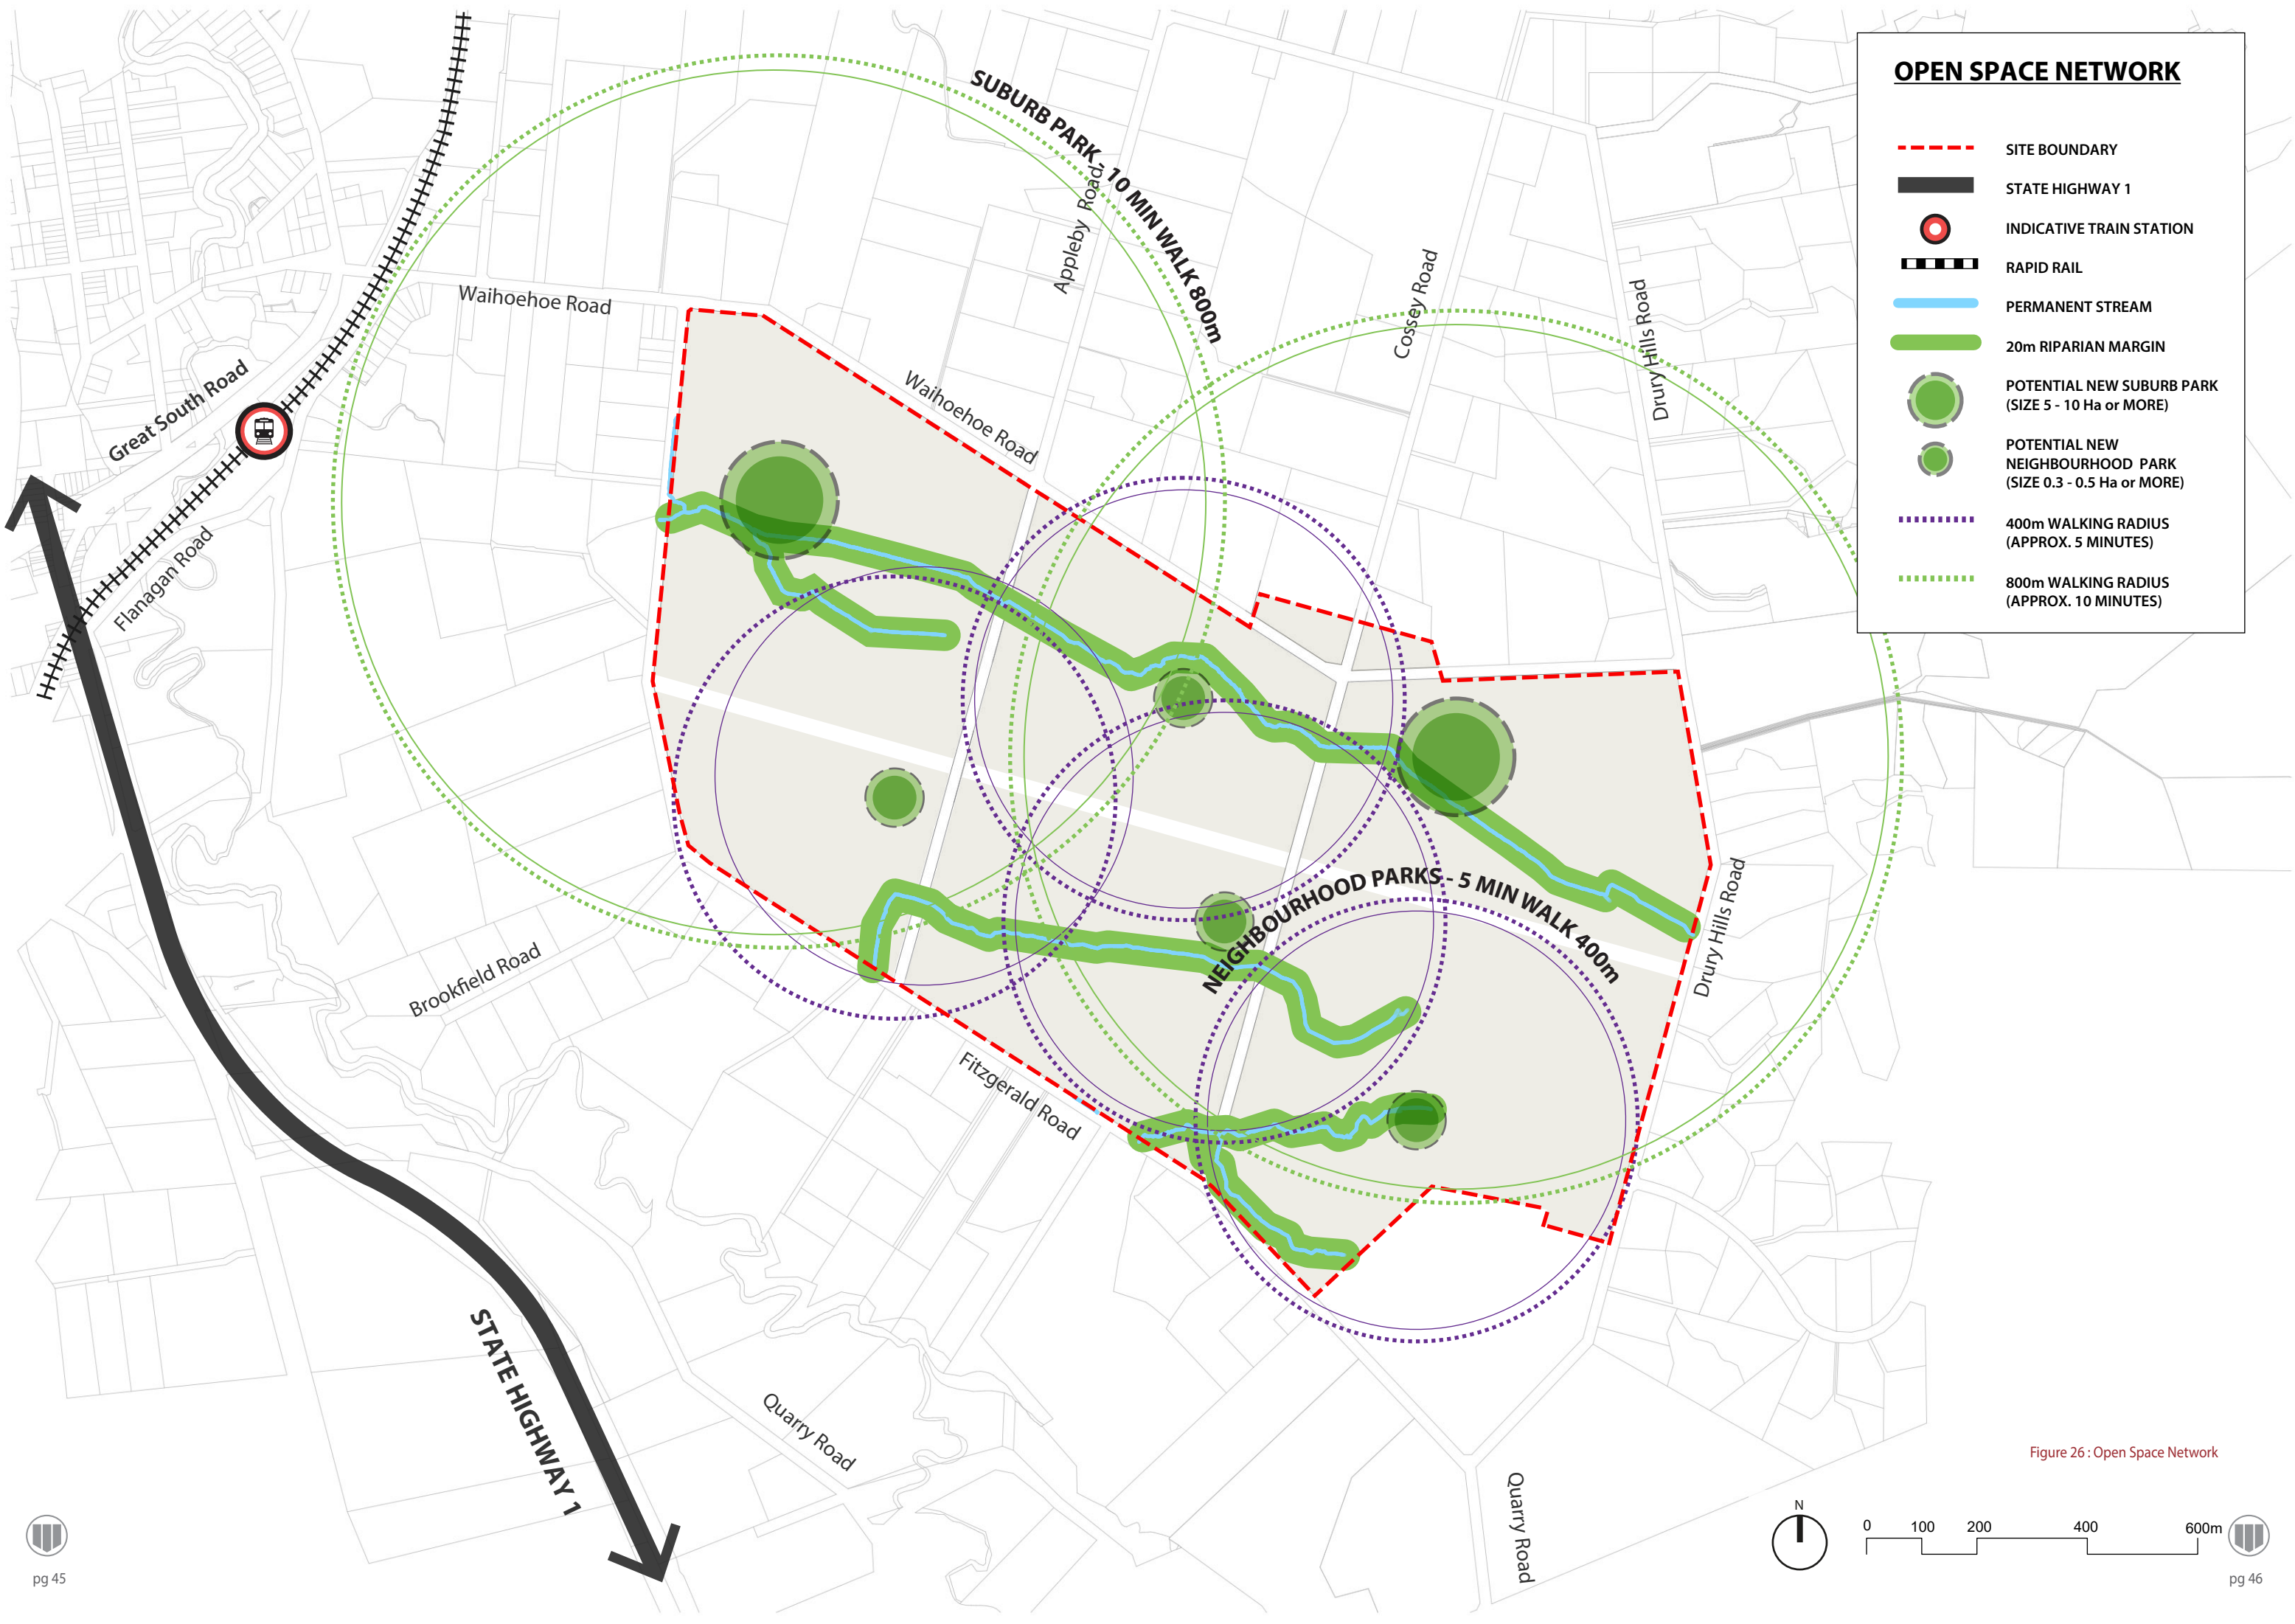 OPEN SPACE NETWORK
SITE BOUNDARY
STATE HIGHWAY 1
INDICATIVE TRAIN STATION
RAPID RAIL
PERMANENT STREAM
20m RIPARIAN MARGIN
POTENTIAL NEW SUBURB PARK
(SIZE 5 - 10 Ha or MORE)
POTENTIAL NEW
NEIGHBOURHOOD PARK
(SIZE 0.3 - 0.5 Ha or MORE)
400m WALKING RADIUS
(APPROX. 5 MINUTES)
800m WALKING RADIUS
(APPROX. 10 MINUTES)
SUBURB PARK - 10 MIN WALK 800m
Appleby Road
Cossey Road
Drury Hills Road
Waihoehoe Road
Waihoehoe Road
Great South Road
Flanagan Road
NEIGHBOURHOOD PARKS - 5 MIN WALK 400m
Drury Hills Road
Brookfield Road
Fitzgerald Road
STATE HIGHWAY 1
Quarry Road
Quarry Road
Figure 26 : Open Space Network
N
0 100 200 400 600m
pg 45
pg 46